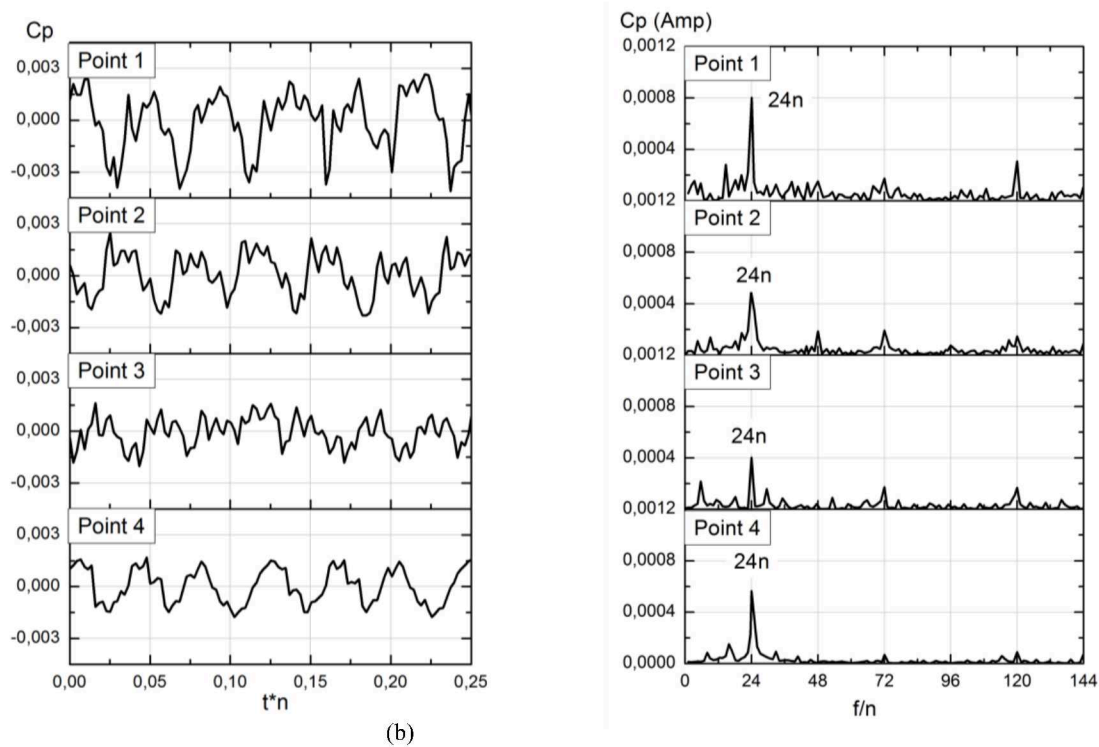 Cp
0,003
0,000
-0,003
Point 1
0,003
0,000
-0,003
Point 2
0,003
0,000
-0,003
Point 3
0,003
0,000
-0,003
Point 4
0,00 0,05 0,10 0,15 0,20 0,25
t*n
Cp (Amp)
0,0012
0,0008
0,0004
0,0012
Point 1
24n
0,0008
0,0004
0,0012
Point 2
24n
0,0008
0,0004
0,0012
Point 3
24n
0,0008
0,0004
0,0000
Point 4
24n
0 24 48 72 96 120 144
f/n
(b)